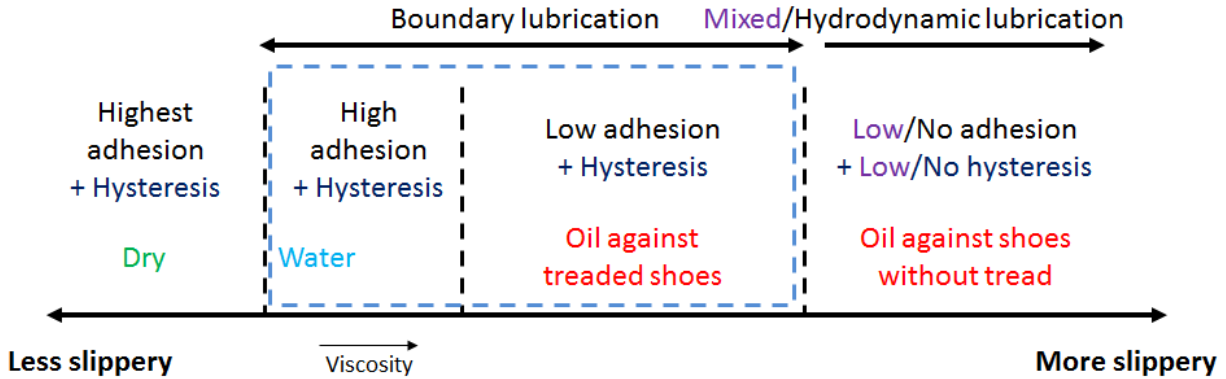 Boundary lubrication
Mixed/Hydrodynamic lubrication
Highest
adhesion
+ Hysteresis
High
adhesion
+ Hysteresis
Low adhesion
+ Hysteresis
Low/No adhesion
+ Low/No hysteresis
Dry
Water
Oil against
treaded shoes
Oil against shoes
without tread
Less slippery
Viscosity
More slippery